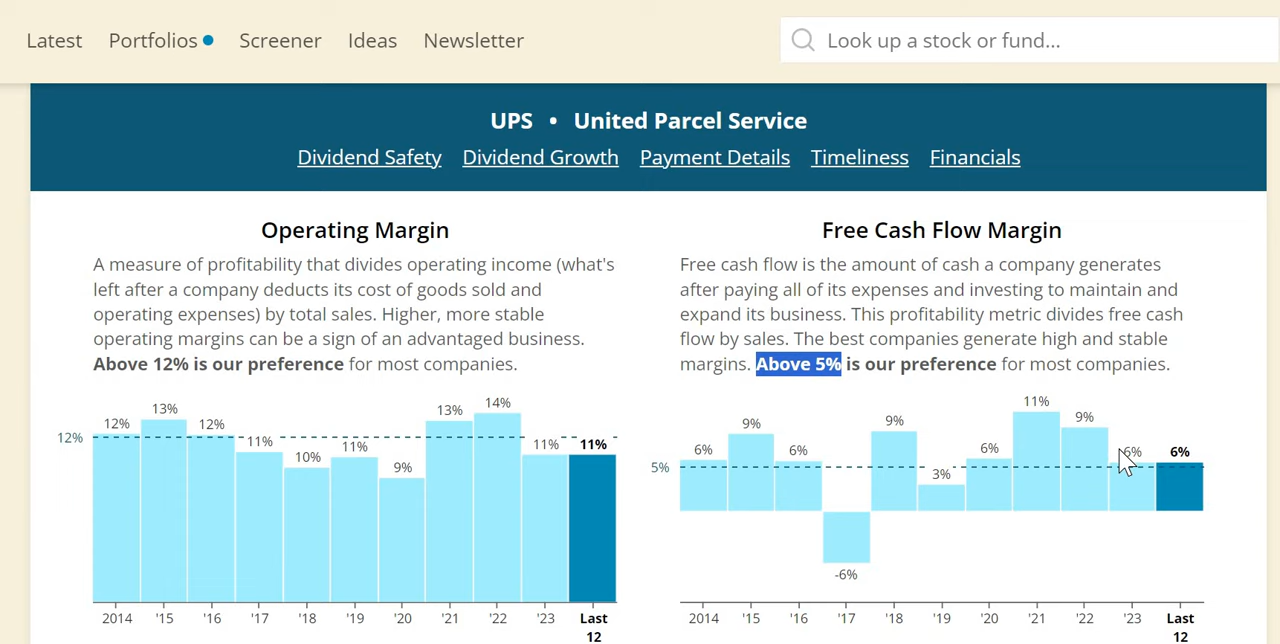 Latest Portfolios Screener Ideas Newsletter
Look up a stock or fund...
UPS • United Parcel Service
Dividend Safety Dividend Growth Payment Details Timeliness Financials
Operating Margin
A measure of profitability that divides operating income (what's
left after a company deducts its cost of goods sold and
operating expenses) by total sales. Higher, more stable
operating margins can be a sign of an advantaged business.
Above 12% is our preference for most companies.
12%
12% 13% 12% 11% 10% 11% 9% 13% 14% 11% 11%
2014 '15 '16 '17 '18 '19 '20 '21 '22 '23 Last
12
Free Cash Flow Margin
Free cash flow is the amount of cash a company generates
after paying all of its expenses and investing to maintain and
expand its business. This profitability metric divides free cash
flow by sales. The best companies generate high and stable
margins. Above 5% is our preference for most companies.
5%
6% 9% 6% -6% 9% 3% 6% 11% 9% 6% 6%
2014 '15 '16 '17 '18 '19 '20 '21 '22 '23 Last
12